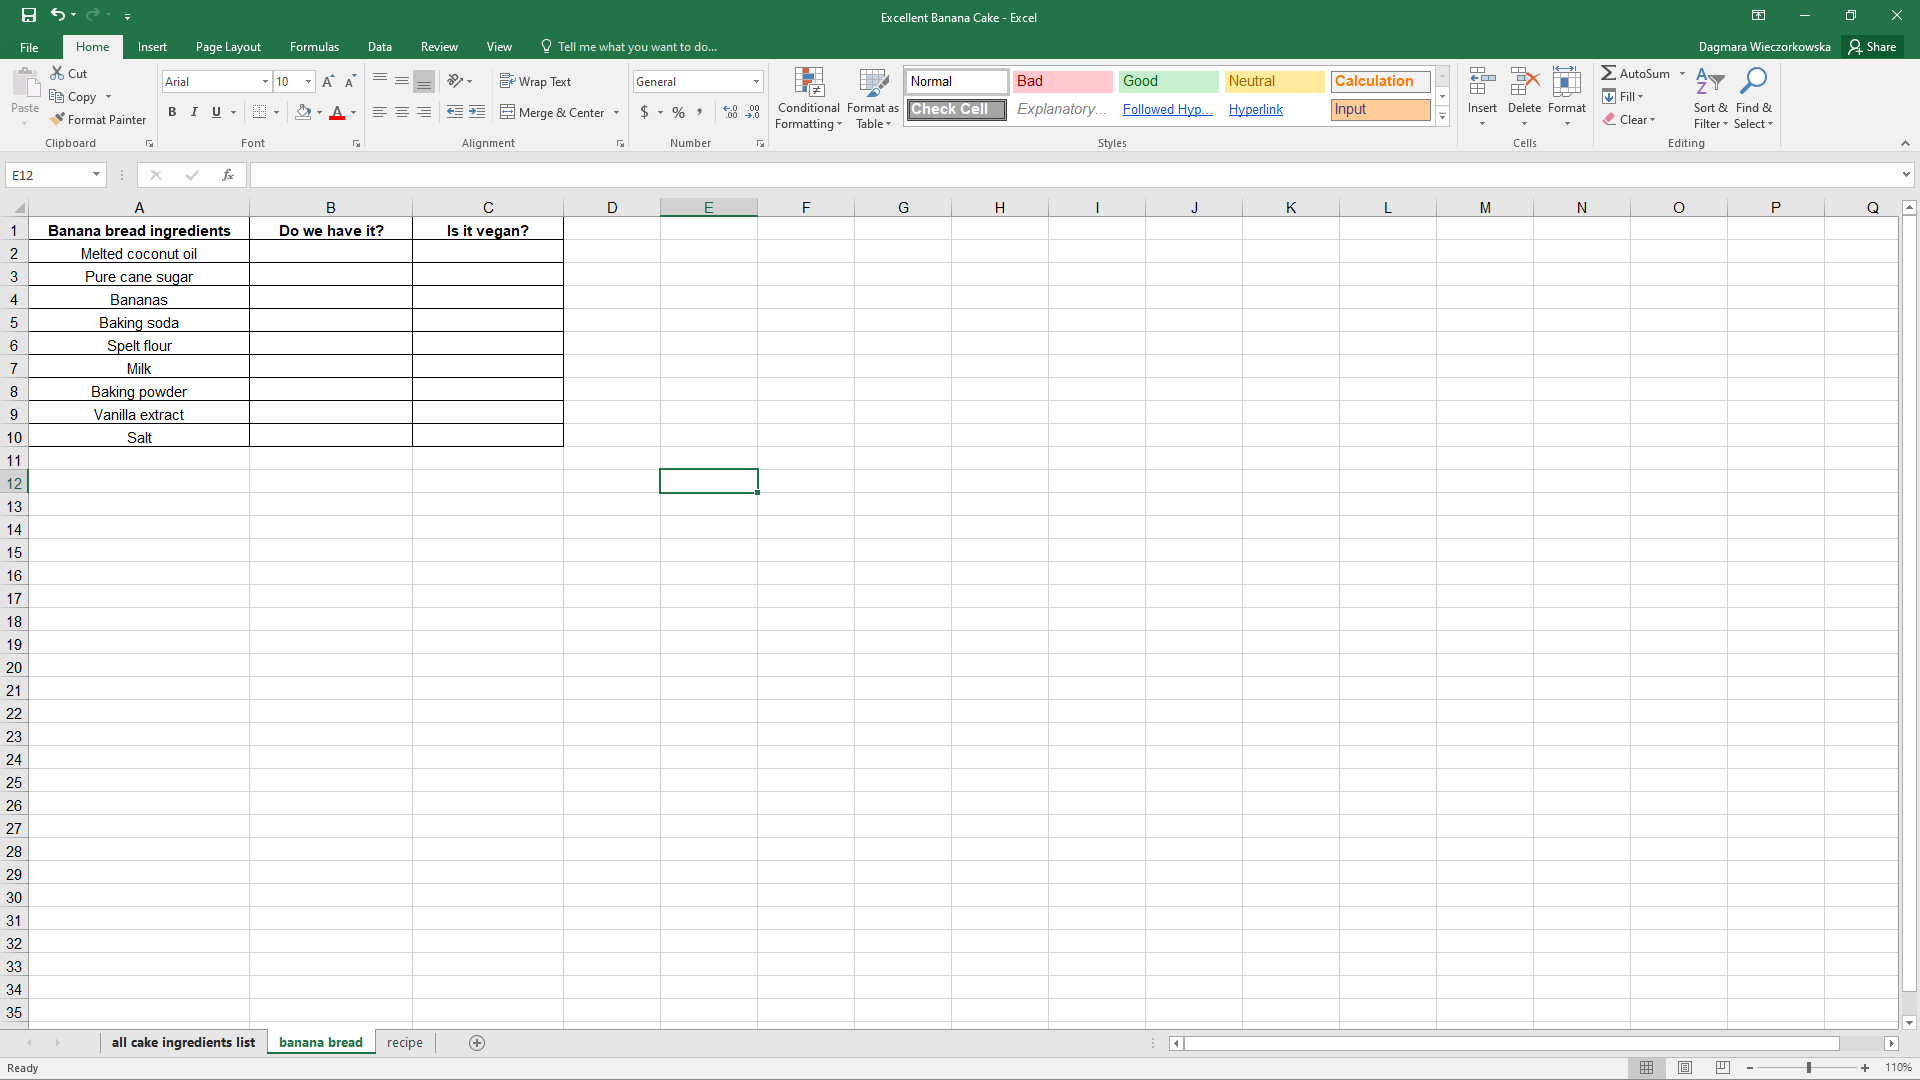 Excellent Banana Cake - Excel
File Home Insert Page Layout Formulas Data Review View Tell me what you want to do... Dagmara Wieczorkowska Share
Paste
Cut
Copy
Format Painter
Clipboard
Arial 10
B I U
Font
Wrap Text
Merge & Center
Alignment
General
$ % ,
Number
Conditional Formatting
Format as Table
Normal Bad Good Neutral Calculation
Check Cell Explanatory... Followed Hyp... Hyperlink Input
Styles
Insert Delete Format
Cells
AutoSum
Fill
Clear
Sort & Filter
Find & Select
Editing
E12 fx
A B C D E F G H I J K L M N O P Q
1 Banana bread ingredients Do we have it? Is it vegan?
2 Melted coconut oil
3 Pure cane sugar
4 Bananas
5 Baking soda
6 Spelt flour
7 Milk
8 Baking powder
9 Vanilla extract
10 Salt
11
12
13
14
15
16
17
18
19
20
21
22
23
24
25
26
27
28
29
30
31
32
33
34
35
all cake ingredients list banana bread recipe
Ready 110%